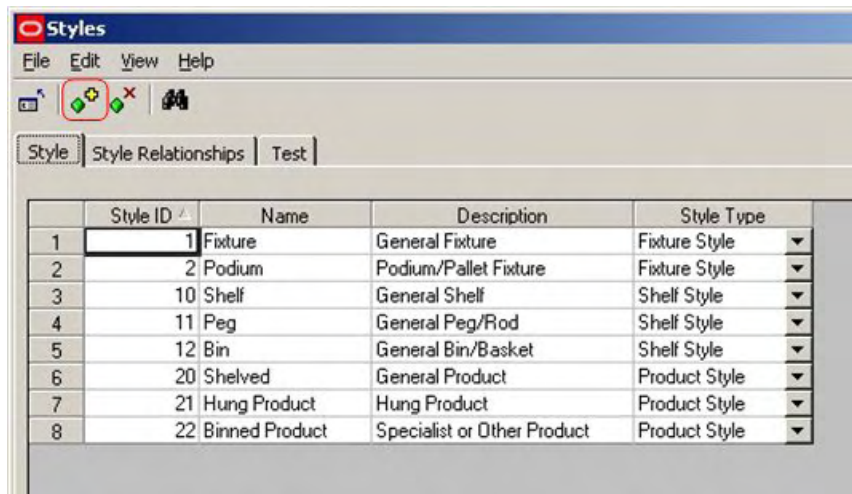 Styles
File Edit View Help
Style Style Relationships Test
Style ID Name Description Style Type
1 1 Fixture General Fixture Fixture Style
2 2 Podium Podium/Pallet Fixture Fixture Style
3 10 Shelf General Shelf Shelf Style
4 11 Peg General Peg/Rod Shelf Style
5 12 Bin General Bin/Basket Shelf Style
6 20 Shelved General Product Product Style
7 21 Hung Product Hung Product Product Style
8 22 Binned Product Specialist or Other Product Product Style